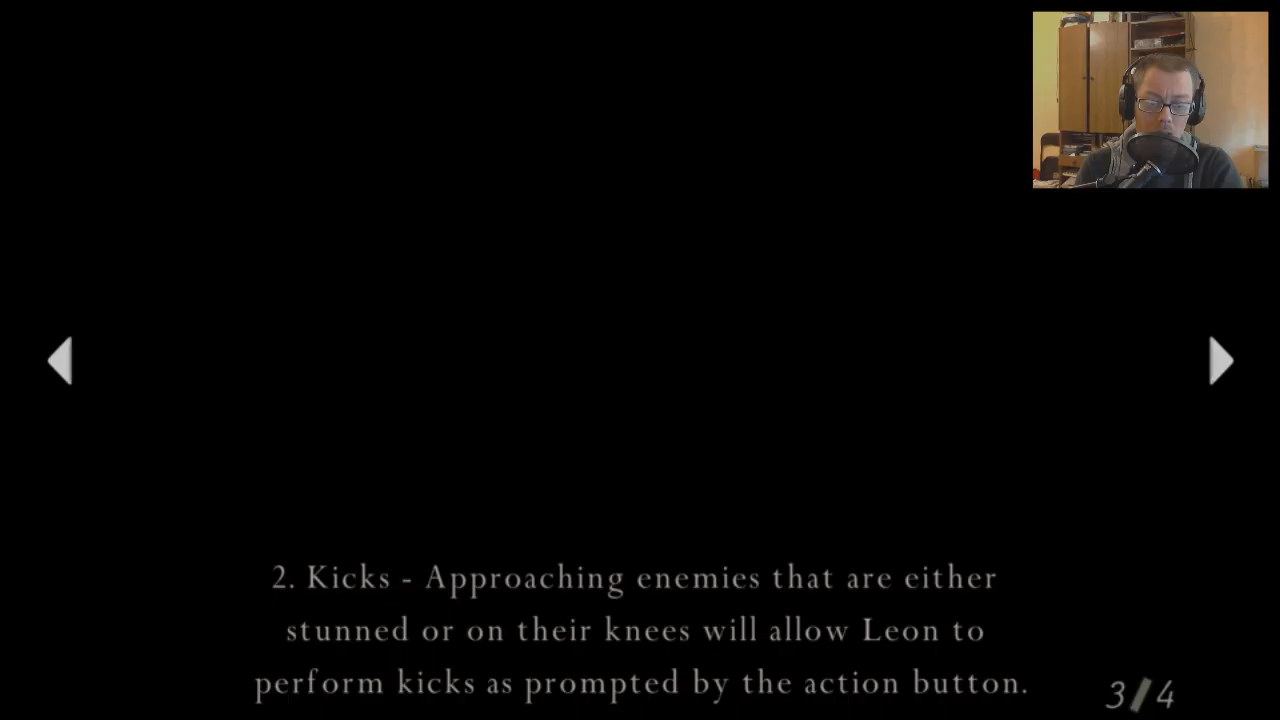 2. Kicks - Approaching enemies that are either
stunned or on their knees will allow Leon to
perform kicks as prompted by the action button.
3/4